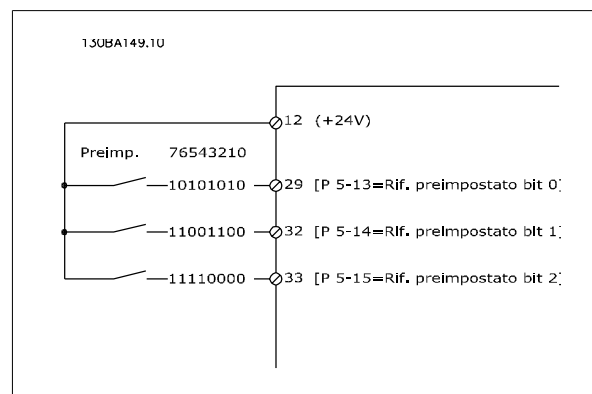 130BA149.10
12 (+24V)
Preimp. 76543210
10101010 29 [P 5-13=Rif. preimpostato bit 0]
11001100 32 [P 5-14=Rif. preimpostato bit 1]
11110000 33 [P 5-15=Rif. preimpostato bit 2]